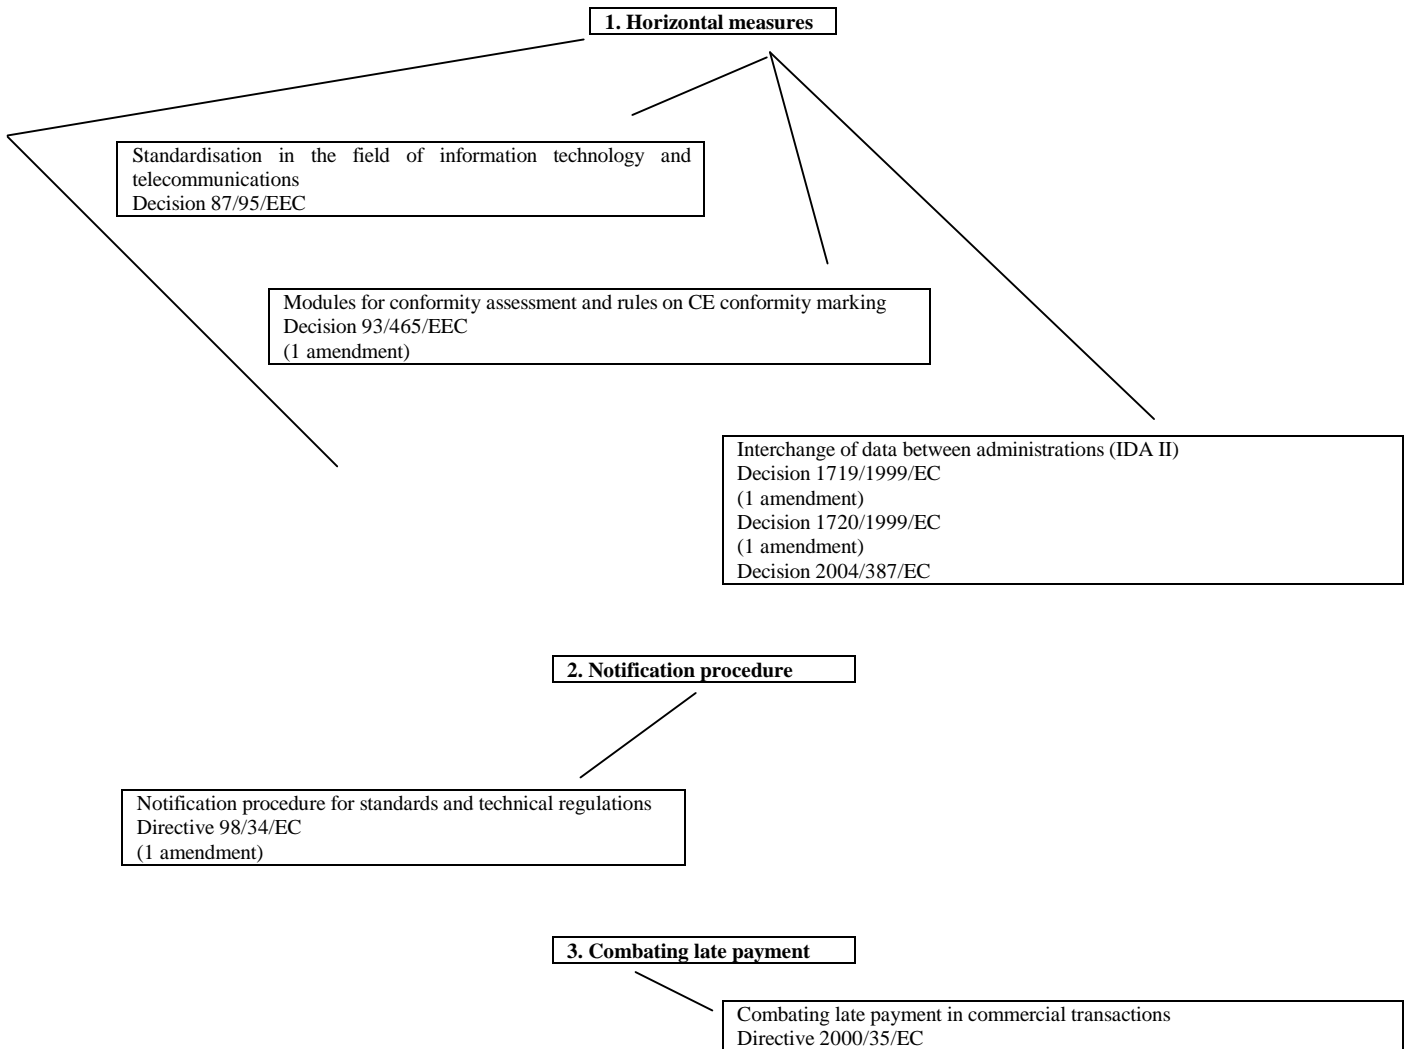 1. Horizontal measures
Standardisation in the field of information technology and
telecommunications
Decision 87/95/EEC
Modules for conformity assessment and rules on CE conformity marking
Decision 93/465/EEC
(1 amendment)
Interchange of data between administrations (IDA II)
Decision 1719/1999/EC
(1 amendment)
Decision 1720/1999/EC
(1 amendment)
Decision 2004/387/EC
2. Notification procedure
Notification procedure for standards and technical regulations
Directive 98/34/EC
(1 amendment)
3. Combating late payment
Combating late payment in commercial transactions
Directive 2000/35/EC